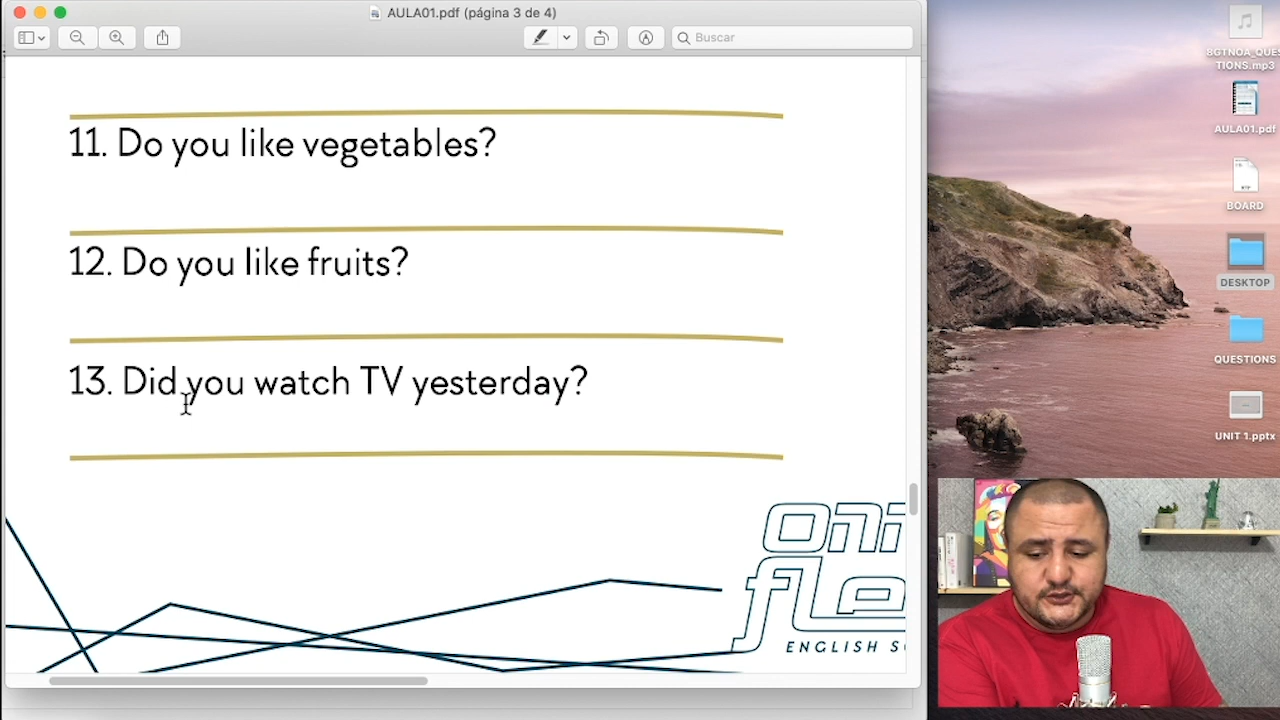 AULA01.pdf (página 3 de 4)
Buscar
11. Do you like vegetables?
12. Do you like fruits?
13. Did you watch TV yesterday?
ENGLISH
8GTNOA_QUES
TIONS.mp3
AULA01.pdf
BOARD
DESKTOP
QUESTIONS
UNIT 1.pptx